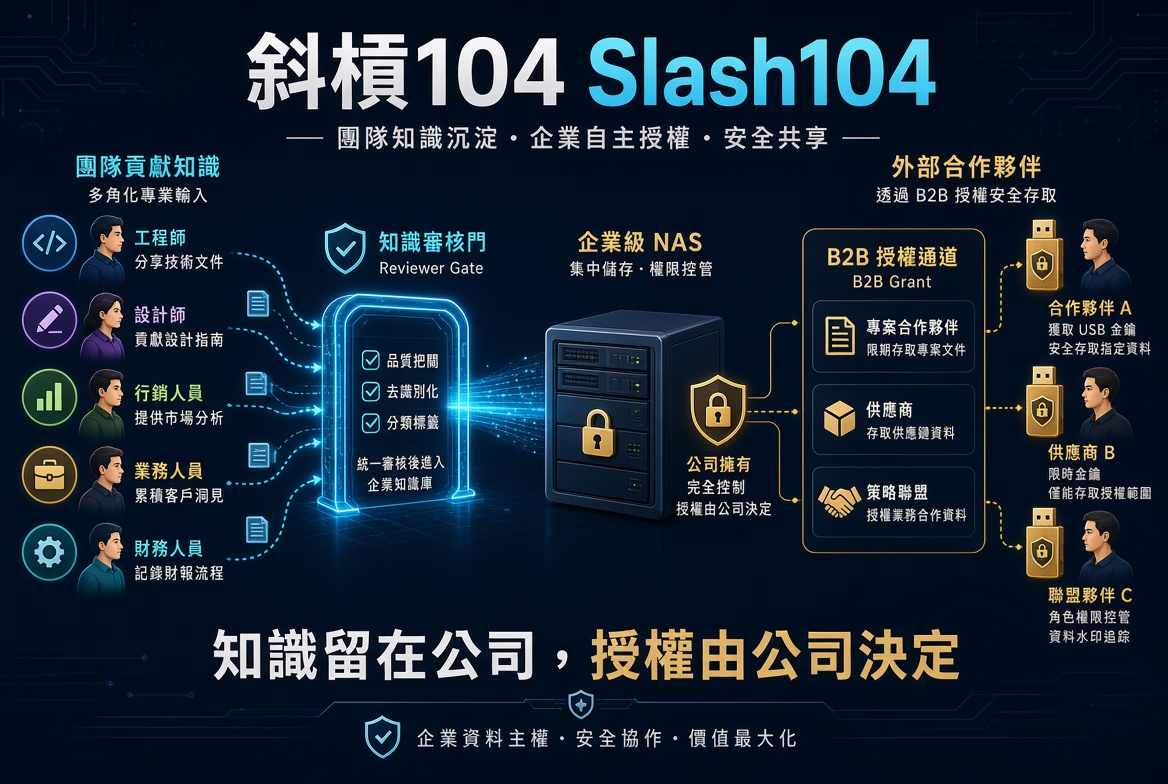 斜槓104 Slash104
團隊知識沉淀・企業自主授權・安全共享
團隊貢獻知識
多角化專業輸入
</>
工程師
分享技術文件
設計師
貢獻設計指南
行銷人員
提供市場分析
業務人員
累積客戶洞見
財務人員
記錄財報流程
知識審核門
Reviewer Gate
品質把關
去識別化
分類標籤
統一審核後進入
企業知識庫
企業級 NAS
集中儲存・權限控管
公司擁有
完全控制
授權由公司決定
B2B 授權通道
B2B Grant
專案合作夥伴
限期存取專案文件
供應商
存取供應鏈資料
策略聯盟
授權業務合作資料
外部合作夥伴
透過 B2B 授權安全存取
合作夥伴 A
獲取 USB 金鑰
安全存取指定資料
供應商 B
限時金鑰
僅能存取授權範圍
聯盟夥伴 C
角色權限控管
資料水印追踪
知識留在公司，授權由公司決定
企業資料主權・安全協作・價值最大化